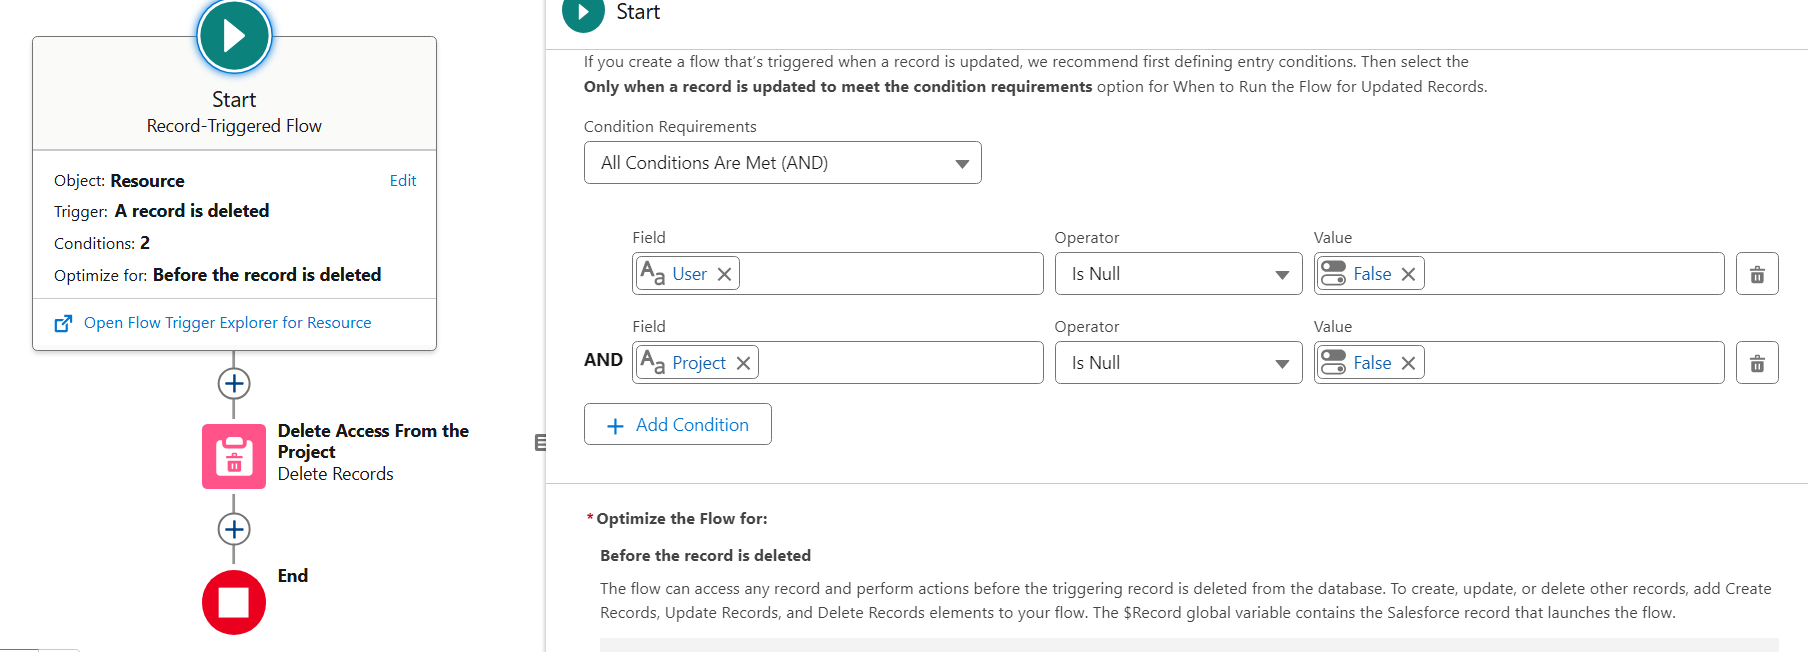 Start
Record-Triggered Flow
Object: Resource
Edit
Trigger: A record is deleted
Conditions: 2
Optimize for: Before the record is deleted
Open Flow Trigger Explorer for Resource
Delete Access From the
Project
Delete Records
End
Start
If you create a flow that's triggered when a record is updated, we recommend first defining entry conditions. Then select the
Only when a record is updated to meet the condition requirements option for When to Run the Flow for Updated Records.
Condition Requirements
All Conditions Are Met (AND)
Field Operator Value
Aa User Is Null False
Field Operator Value
AND Aa Project Is Null False
+ Add Condition
*Optimize the Flow for:
Before the record is deleted
The flow can access any record and perform actions before the triggering record is deleted from the database. To create, update, or delete other records, add Create
Records, Update Records, and Delete Records elements to your flow. The $Record global variable contains the Salesforce record that launches the flow.